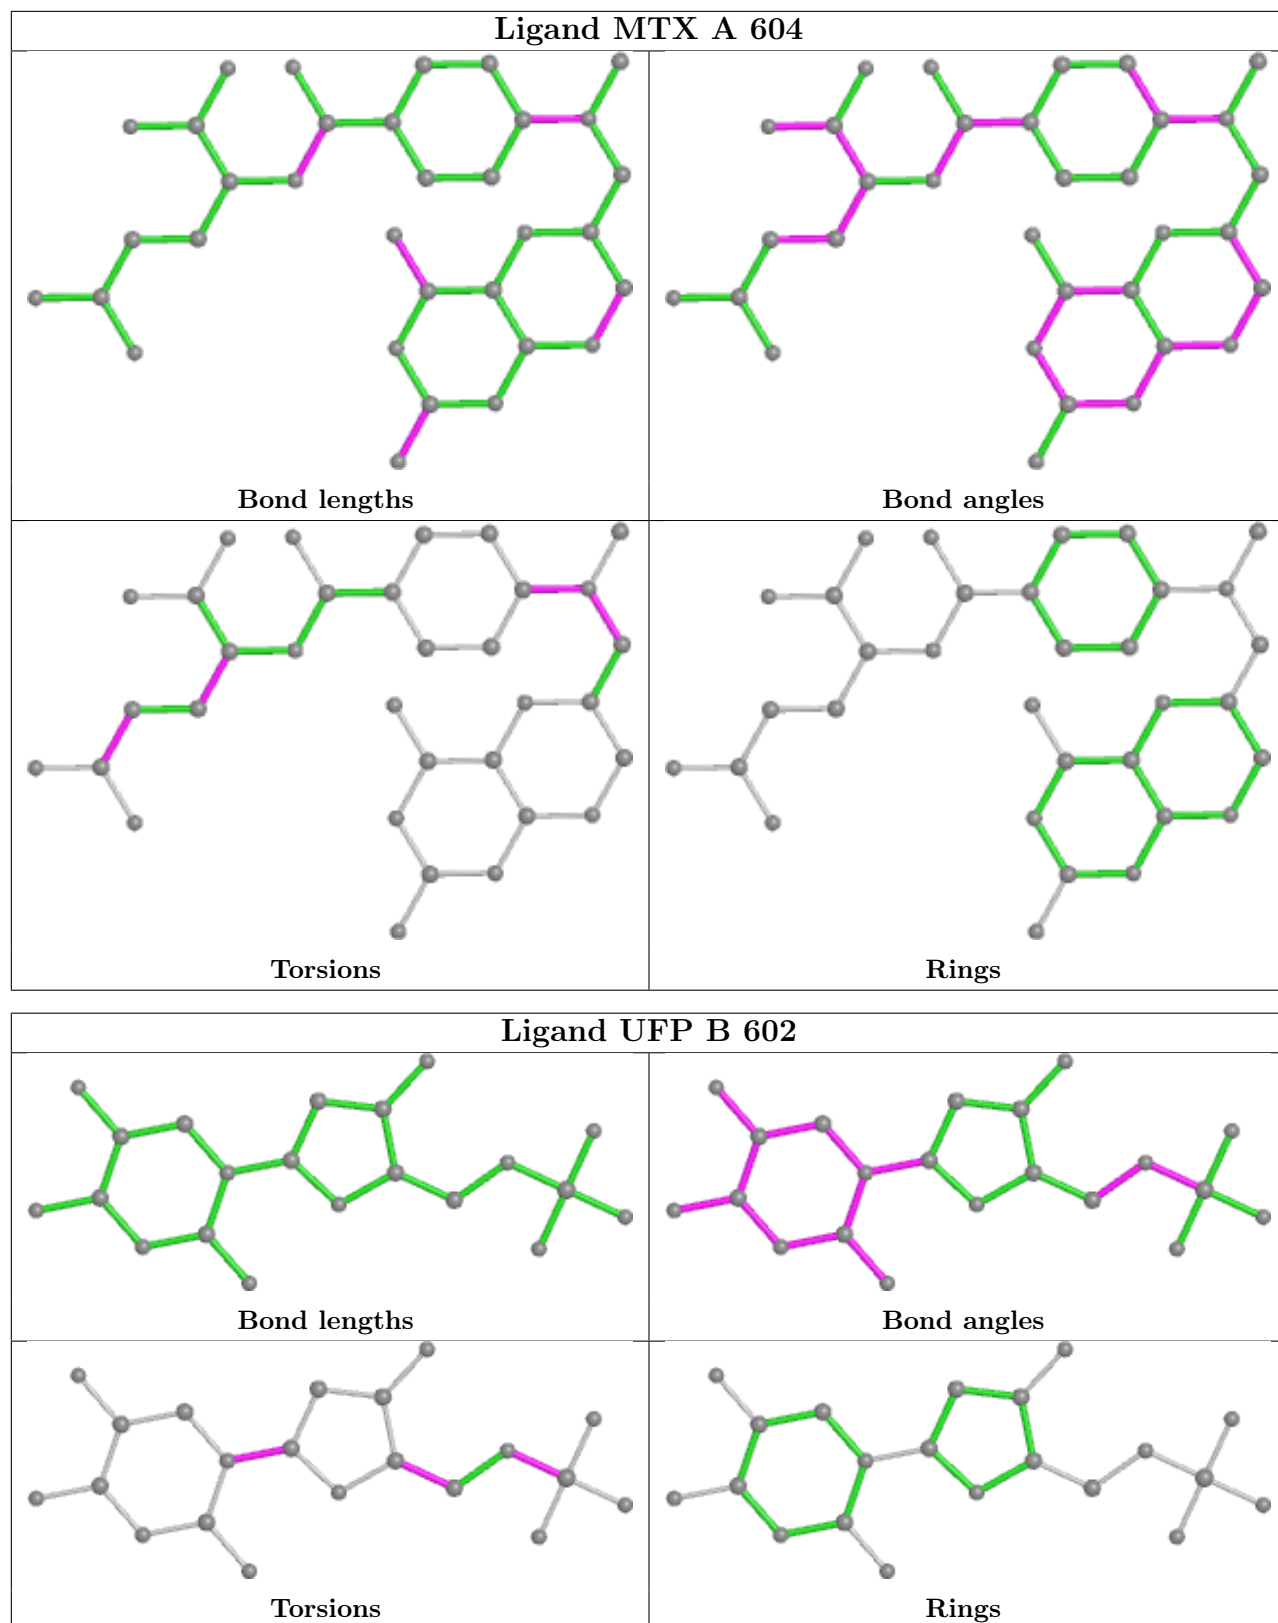 Ligand MTX A 604
Bond lengths
Bond angles
Torsions
Rings
Ligand UFP B 602
Bond lengths
Bond angles
Torsions
Rings